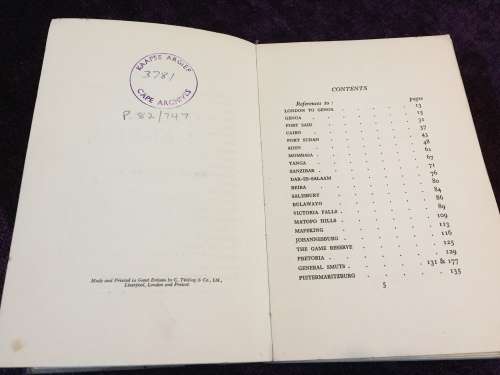 KAAPSE ARGIEF
3781
CAPE ARCHIVES
P. 82/747
Made and Printed in Great Britain by C. Tinling & Co., Ltd.,
Liverpool, London and Prescot.
CONTENTS
References to: Pages
LONDON TO GENOA . . . 13
GENOA . . . 15
PORT SAID . . . 31
CAIRO . . . 37
PORT SUDAN . . . 43
ADEN . . . 48
MOMBASA . . . 61
TANGA . . . 67
ZANZIBAR . . . 71
DAR-ES-SALAAM . . . 76
BEIRA . . . 80
SALISBURY . . . 84
BULAWAYO . . . 86
VICTORIA FALLS . . . 89
MATOPO HILLS . . . 109
MAFEKING . . . 113
JOHANNESBURG . . . 116
THE GAME RESERVE . . . 125
PRETORIA . . . 129
GENERAL SMUTS . . . 131 & 177
PIETERMARITZBURG . . . 135
5